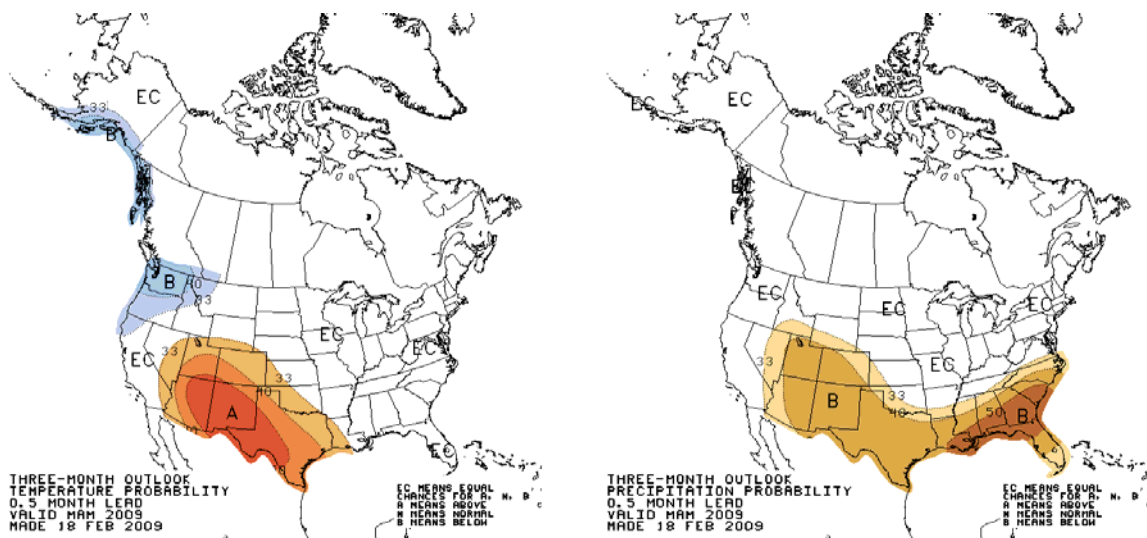 EC
33
B
B
40
33
EC
EC
EC
33
33
40
A
EC
THREE-MONTH OUTLOOK
TEMPERATURE PROBABILITY
0.5 MONTH LEAD
VALID MAM 2009
MADE 18 FEB 2009
EC MEANS EQUAL
CHANCES FOR A, N, B
A MEANS ABOVE
N MEANS NORMAL
B MEANS BELOW
EC
EC
EC
EC
EC
EC
EC
33
33
40
50
B
B
THREE-MONTH OUTLOOK
PRECIPITATION PROBABILITY
0.5 MONTH LEAD
VALID MAM 2009
MADE 18 FEB 2009
EC MEANS EQUAL
CHANCES FOR A, N, B
A MEANS ABOVE
N MEANS NORMAL
B MEANS BELOW